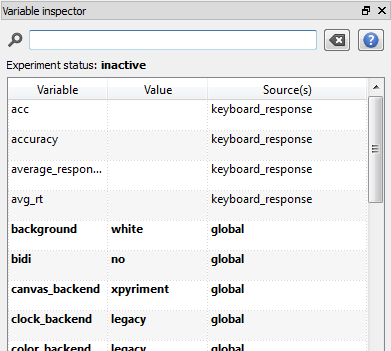 Variable inspector
Experiment status: inactive
Variable Value Source(s)
acc keyboard_response
accuracy keyboard_response
average_respon... keyboard_response
avg_rt keyboard_response
background white global
bidi no global
canvas_backend xpyriment global
clock_backend legacy global
color_backend legacy global